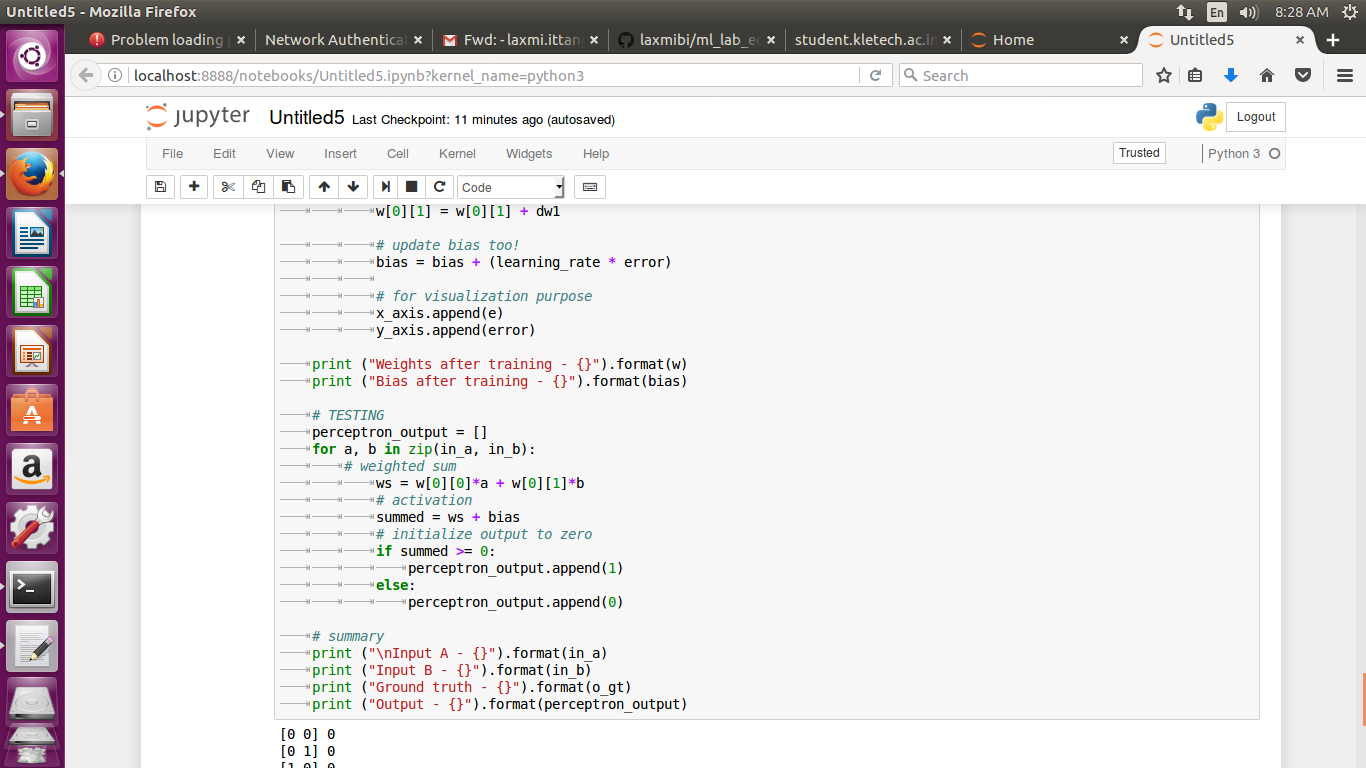 Untitled5 - Mozilla Firefox
En
8:28 AM
Problem loading p
Network Authentica
Fwd: - laxmi.ittan
laxmibi/ml_lab_e
student.kletech.ac.in
Home
Untitled5
localhost:8888/notebooks/Untitled5.ipynb?kernel_name=python3
Search
jupyter
Untitled5 Last Checkpoint: 11 minutes ago (autosaved)
Logout
File Edit View Insert Cell Kernel Widgets Help
Trusted
Python 3
Code
w[0][1] = w[0][1] + dw1
# update bias too!
bias = bias + (learning_rate * error)
# for visualization purpose
x_axis.append(e)
y_axis.append(error)
print ("Weights after training - {}").format(w)
print ("Bias after training - {}").format(bias)
# TESTING
perceptron_output = []
for a, b in zip(in_a, in_b):
# weighted sum
ws = w[0][0]*a + w[0][1]*b
# activation
summed = ws + bias
# initialize output to zero
if summed >= 0:
perceptron_output.append(1)
else:
perceptron_output.append(0)
# summary
print ("\nInput A - {}").format(in_a)
print ("Input B - {}").format(in_b)
print ("Ground truth - {}").format(o_gt)
print ("Output - {}").format(perceptron_output)
[0 0] 0
[0 1] 0
[1 0] 0